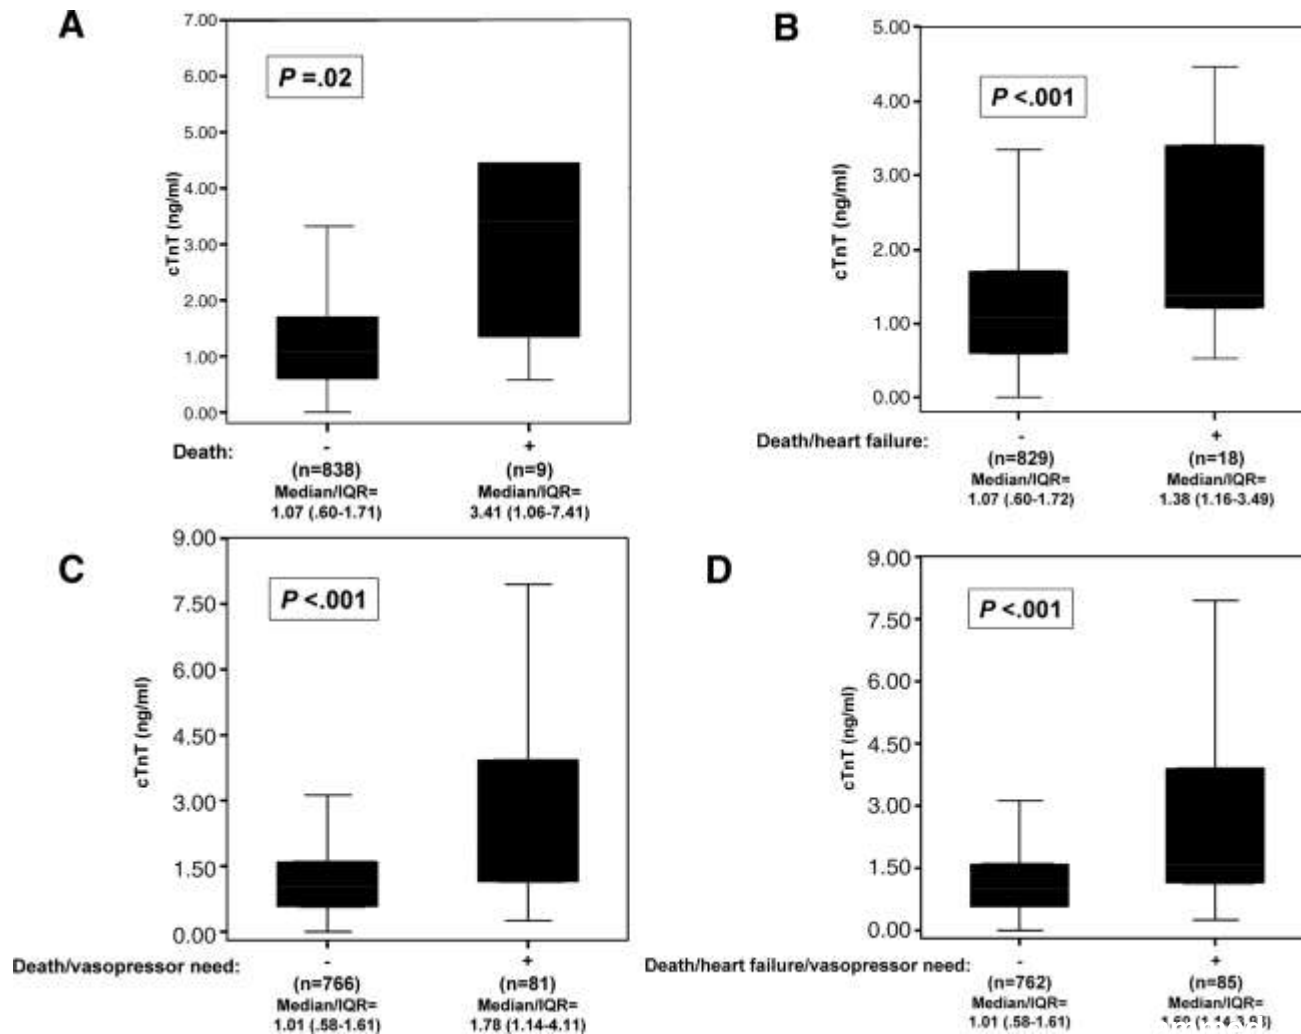 A
7.00
6.00
5.00
4.00
3.00
2.00
1.00
0.00
cTnT (ng/ml)
P =.02
Death:
- +
(n=838) (n=9)
Median/IQR= Median/IQR=
1.07 (.60-1.71) 3.41 (1.06-7.41)
B
5.00
4.00
3.00
2.00
1.00
0.00
cTnT (ng/ml)
P <.001
Death/heart failure:
- +
(n=829) (n=18)
Median/IQR= Median/IQR=
1.07 (.60-1.72) 1.38 (1.16-3.49)
C
9.00
7.50
6.00
4.50
3.00
1.50
0.00
cTnT (ng/ml)
P <.001
Death/vasopressor need:
- +
(n=766) (n=81)
Median/IQR= Median/IQR=
1.01 (.58-1.61) 1.78 (1.14-4.11)
D
9.00
7.50
6.00
4.50
3.00
1.50
0.00
cTnT (ng/ml)
P <.001
Death/heart failure/vasopressor need:
- +
(n=762) (n=85)
Median/IQR= Median/IQR=
1.01 (.58-1.61)